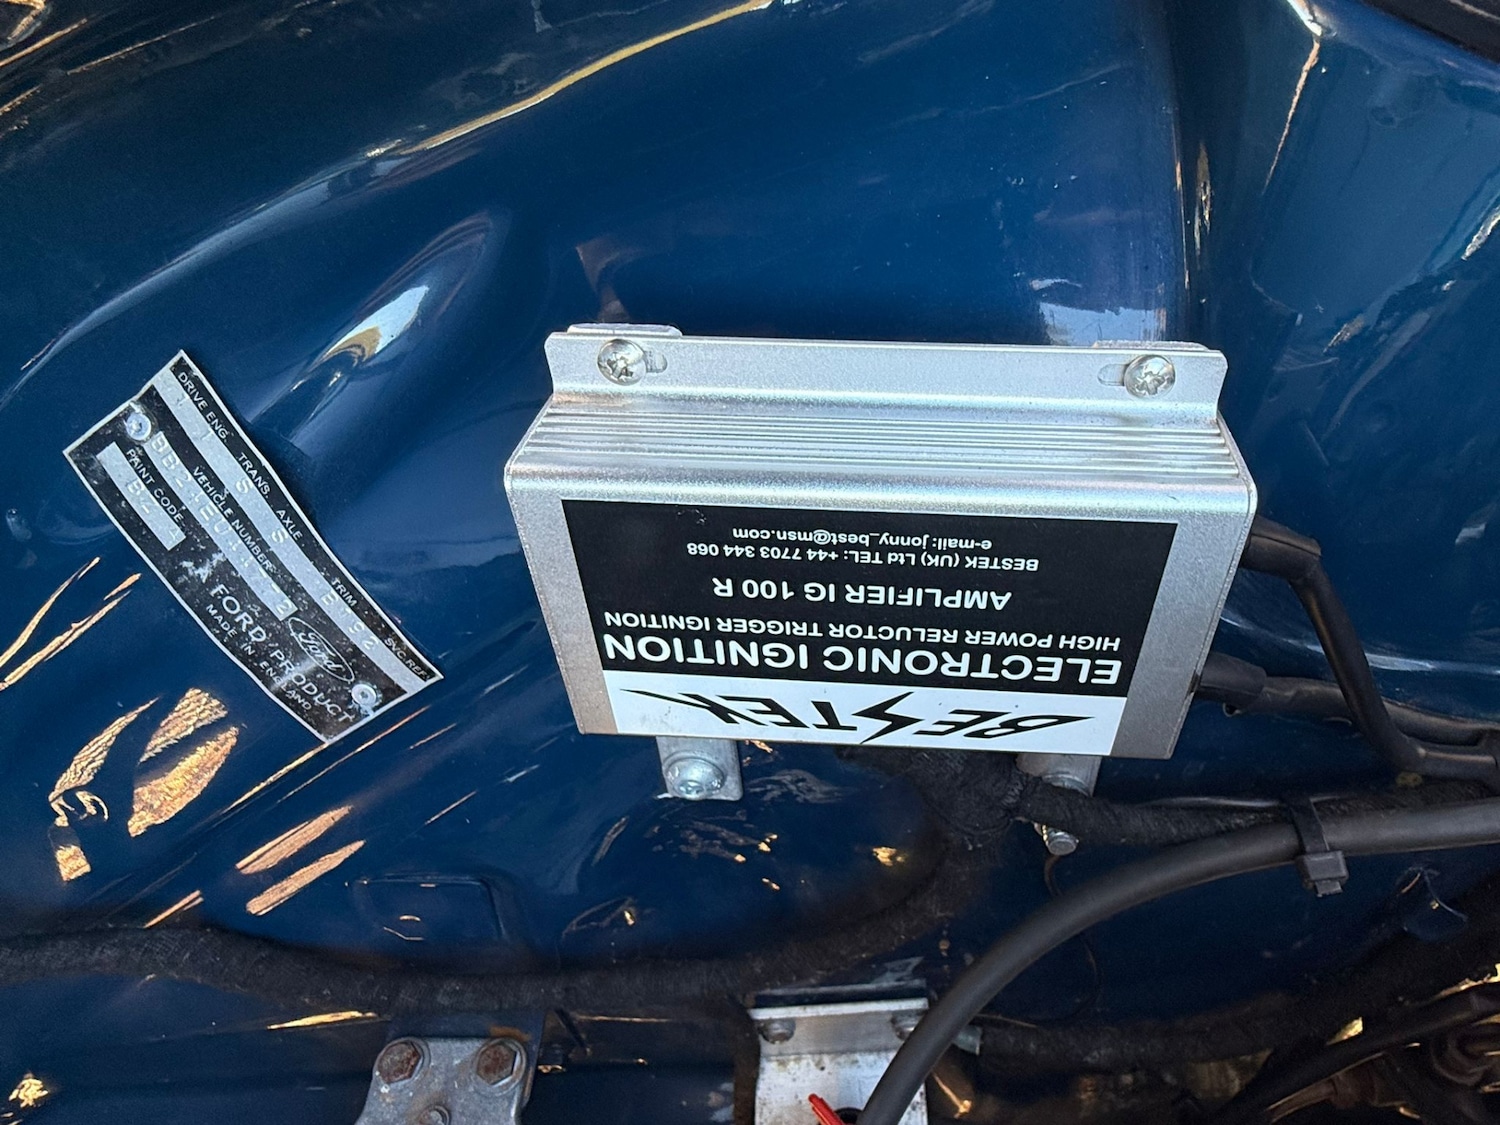 BESTEK
ELECTRONIC IGNITION
HIGH POWER RELUCTOR TRIGGER IGNITION
AMPLIFIER IG 100 R
BESTEK (UK) Ltd TEL: +44 7703 344 068
e-mail: jonny_best@msn.com
DRIVE ENG. TRANS. AXLE TRIM SVC. REF.
VEHICLE NUMBER
PAINT CODE
Ford
FORD PRODUCT
MADE IN ENGLAND